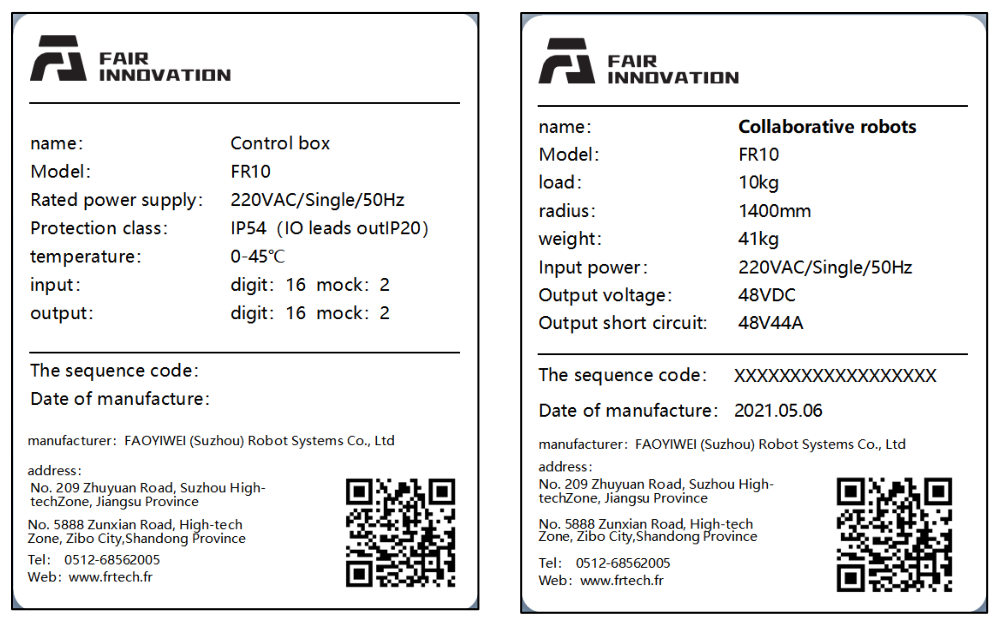 FAIR
INNOVATION
name: Control box
Model: FR10
Rated power supply: 220VAC/Single/50Hz
Protection class: IP54（IO leads outIP20）
temperature: 0-45℃
input: digit: 16 mock: 2
output: digit: 16 mock: 2
The sequence code:
Date of manufacture:
manufacturer: FAOYIWEI (Suzhou) Robot Systems Co., Ltd
address:
No. 209 Zhuyuan Road, Suzhou High-
techZone, Jiangsu Province
No. 5888 Zunxian Road, High-tech
Zone, Zibo City,Shandong Province
Tel: 0512-68562005
Web: www.frtech.fr
FAIR
INNOVATION
name: Collaborative robots
Model: FR10
load: 10kg
radius: 1400mm
weight: 41kg
Input power: 220VAC/Single/50Hz
Output voltage: 48VDC
Output short circuit: 48V44A
The sequence code: XXXXXXXXXXXXXXXXXX
Date of manufacture: 2021.05.06
manufacturer: FAOYIWEI (Suzhou) Robot Systems Co., Ltd
address:
No. 209 Zhuyuan Road, Suzhou High-
techZone, Jiangsu Province
No. 5888 Zunxian Road, High-tech
Zone, Zibo City,Shandong Province
Tel: 0512-68562005
Web: www.frtech.fr